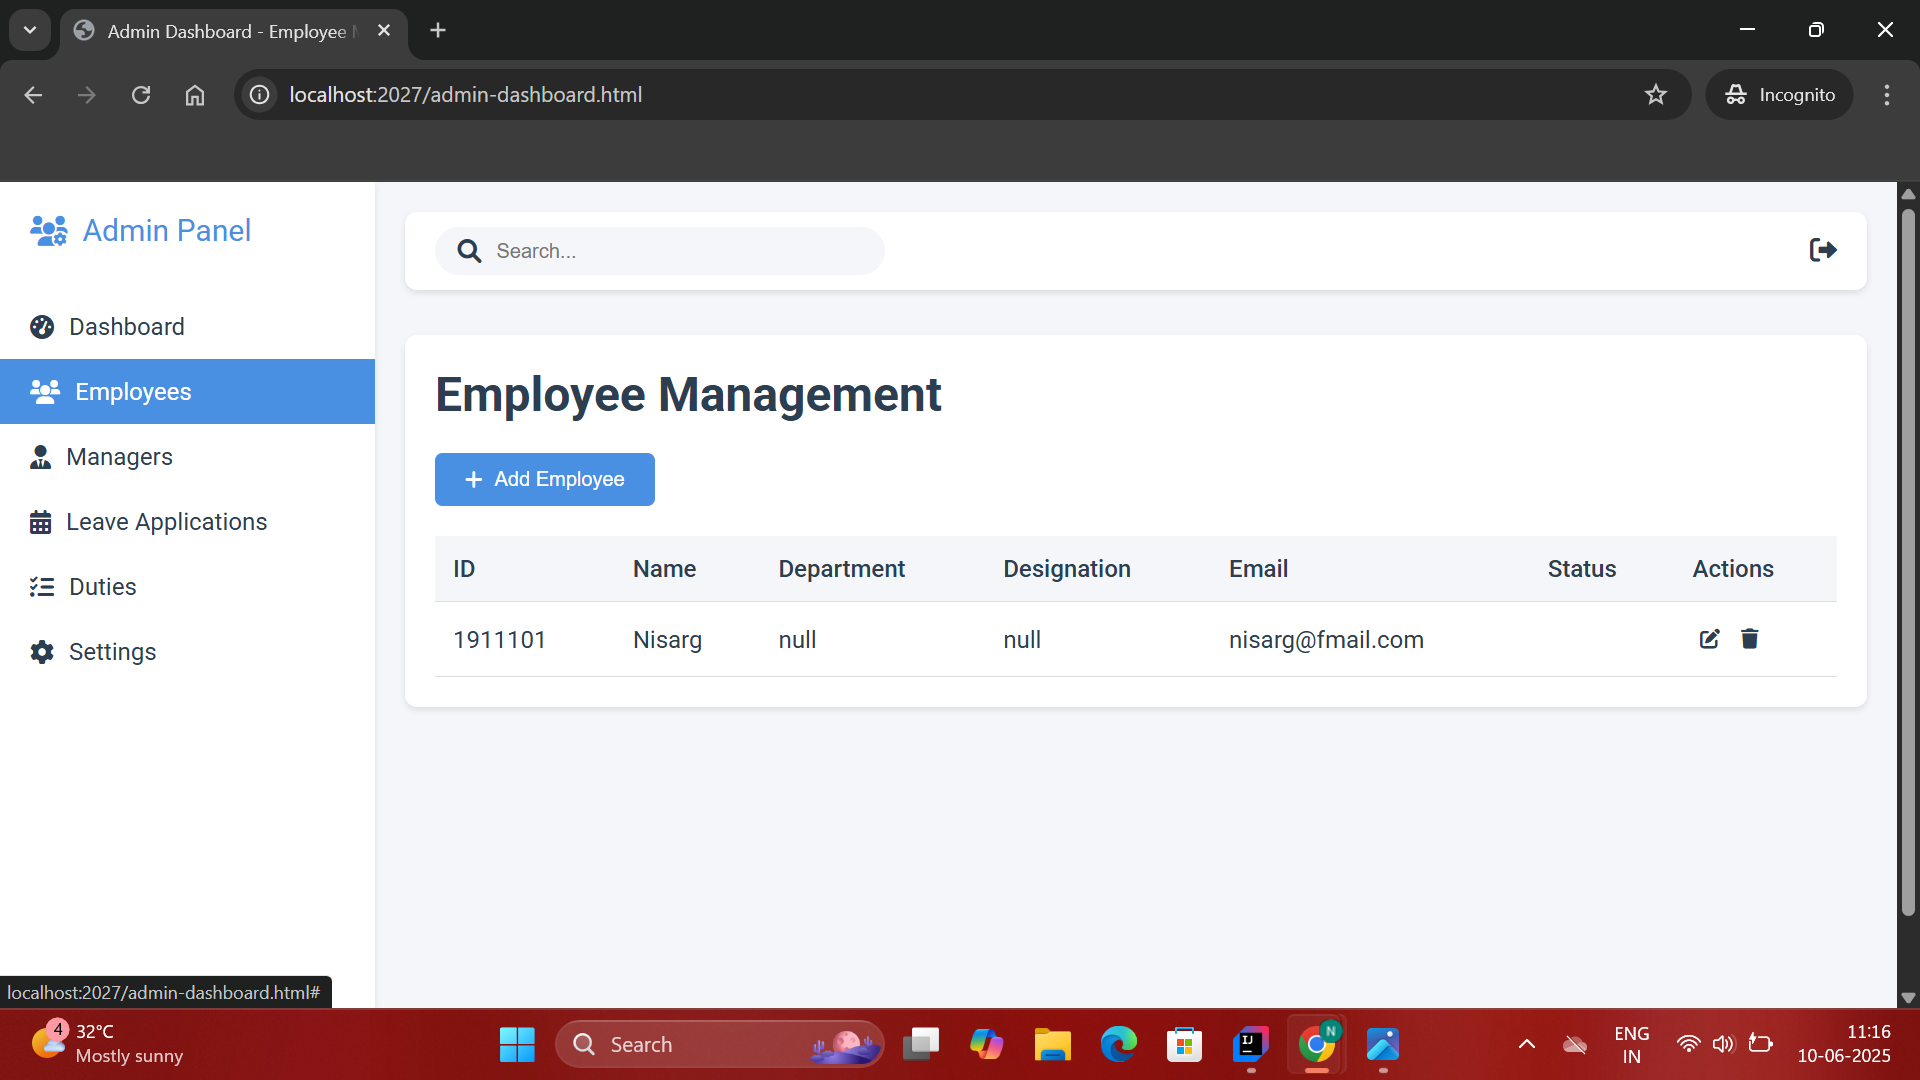 Admin Dashboard - Employee M
localhost:2027/admin-dashboard.html
Incognito
Admin Panel
Search...
Dashboard
Employees
Managers
Leave Applications
Duties
Settings
Employee Management
+ Add Employee
ID Name Department Designation Email Status Actions
1911101 Nisarg null null nisarg@fmail.com
localhost:2027/admin-dashboard.html#
4
32°C
Mostly sunny
Search
IJ
N
ENG
IN
11:16
10-06-2025